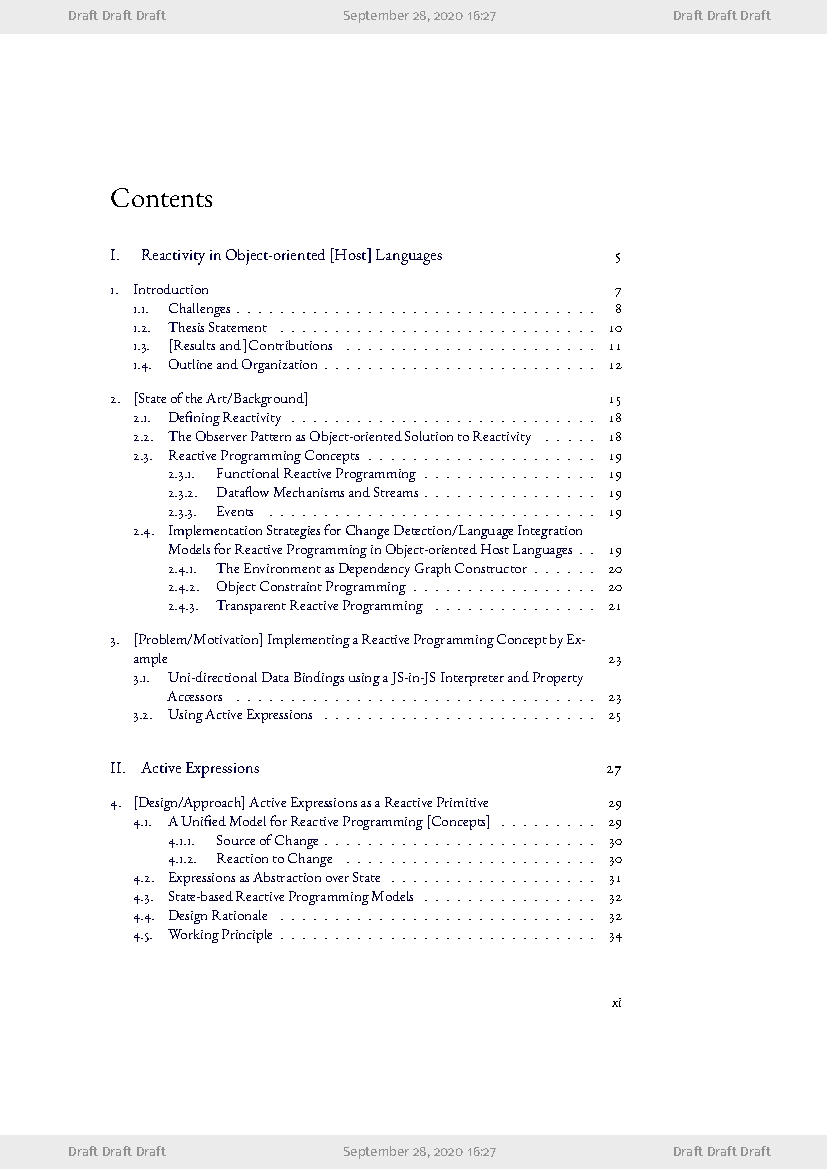 Draft Draft Draft September 28, 2020 16:27 Draft Draft Draft
Contents
I. Reactivity in Object-oriented [Host] Languages 5
1. Introduction 7
1.1. Challenges . . . . . . . . . . . . . . . . . . . . . . . . . . . . . . . . . 8
1.2. Thesis Statement . . . . . . . . . . . . . . . . . . . . . . . . . . . . . 10
1.3. [Results and ]Contributions . . . . . . . . . . . . . . . . . . . . . . . 11
1.4. Outline and Organization . . . . . . . . . . . . . . . . . . . . . . . . . 12
2. [State of the Art/Background] 15
2.1. Defining Reactivity . . . . . . . . . . . . . . . . . . . . . . . . . . . . 18
2.2. The Observer Pattern as Object-oriented Solution to Reactivity . . . . . 18
2.3. Reactive Programming Concepts . . . . . . . . . . . . . . . . . . . . . 19
2.3.1. Functional Reactive Programming . . . . . . . . . . . . . . . . 19
2.3.2. Dataflow Mechanisms and Streams . . . . . . . . . . . . . . . . 19
2.3.3. Events . . . . . . . . . . . . . . . . . . . . . . . . . . . . . . 19
2.4. Implementation Strategies for Change Detection/Language Integration
Models for Reactive Programming in Object-oriented Host Languages . . 19
2.4.1. The Environment as Dependency Graph Constructor . . . . . . 20
2.4.2. Object Constraint Programming . . . . . . . . . . . . . . . . . 20
2.4.3. Transparent Reactive Programming . . . . . . . . . . . . . . . 21
3. [Problem/Motivation] Implementing a Reactive Programming Concept by Ex-
ample 23
3.1. Uni-directional Data Bindings using a JS-in-JS Interpreter and Property
Accessors . . . . . . . . . . . . . . . . . . . . . . . . . . . . . . . . . 23
3.2. Using Active Expressions . . . . . . . . . . . . . . . . . . . . . . . . . 25
II. Active Expressions 27
4. [Design/Approach] Active Expressions as a Reactive Primitive 29
4.1. A Unified Model for Reactive Programming [Concepts] . . . . . . . . . 29
4.1.1. Source of Change . . . . . . . . . . . . . . . . . . . . . . . . . 30
4.1.2. Reaction to Change . . . . . . . . . . . . . . . . . . . . . . . 30
4.2. Expressions as Abstraction over State . . . . . . . . . . . . . . . . . . . 31
4.3. State-based Reactive Programming Models . . . . . . . . . . . . . . . . 32
4.4. Design Rationale . . . . . . . . . . . . . . . . . . . . . . . . . . . . . 32
4.5. Working Principle . . . . . . . . . . . . . . . . . . . . . . . . . . . . . 34
xi
Draft Draft Draft September 28, 2020 16:27 Draft Draft Draft